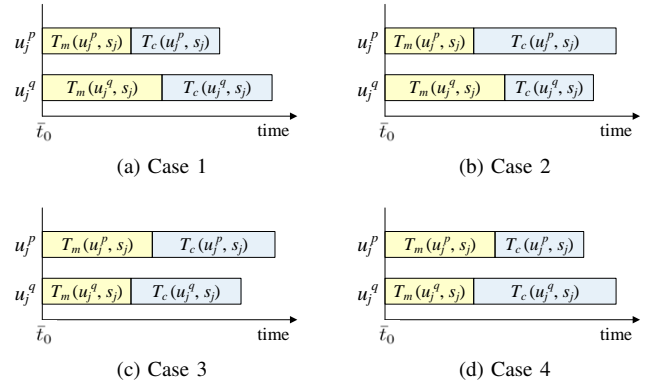 u_j^p T_m(u_j^p, s_j) T_c(u_j^p, s_j)
u_j^q T_m(u_j^q, s_j) T_c(u_j^q, s_j)
t̄_0 time
(a) Case 1
u_j^p T_m(u_j^p, s_j) T_c(u_j^p, s_j)
u_j^q T_m(u_j^q, s_j) T_c(u_j^q, s_j)
t̄_0 time
(b) Case 2
u_j^p T_m(u_j^p, s_j) T_c(u_j^p, s_j)
u_j^q T_m(u_j^q, s_j) T_c(u_j^q, s_j)
t̄_0 time
(c) Case 3
u_j^p T_m(u_j^p, s_j) T_c(u_j^p, s_j)
u_j^q T_m(u_j^q, s_j) T_c(u_j^q, s_j)
t̄_0 time
(d) Case 4